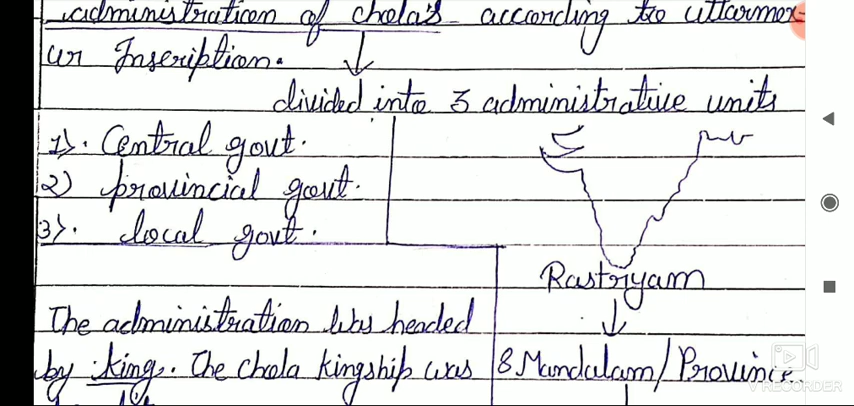 administration of chola's according to uttarmer-
ur Inscription.
divided into 3 administrative units
1). Central govt.
2) provincial govt.
3). local govt.
Rastriyam
The administration was headed
by king. The chola kingship was
8 Mandalam/Province
V RECORDER